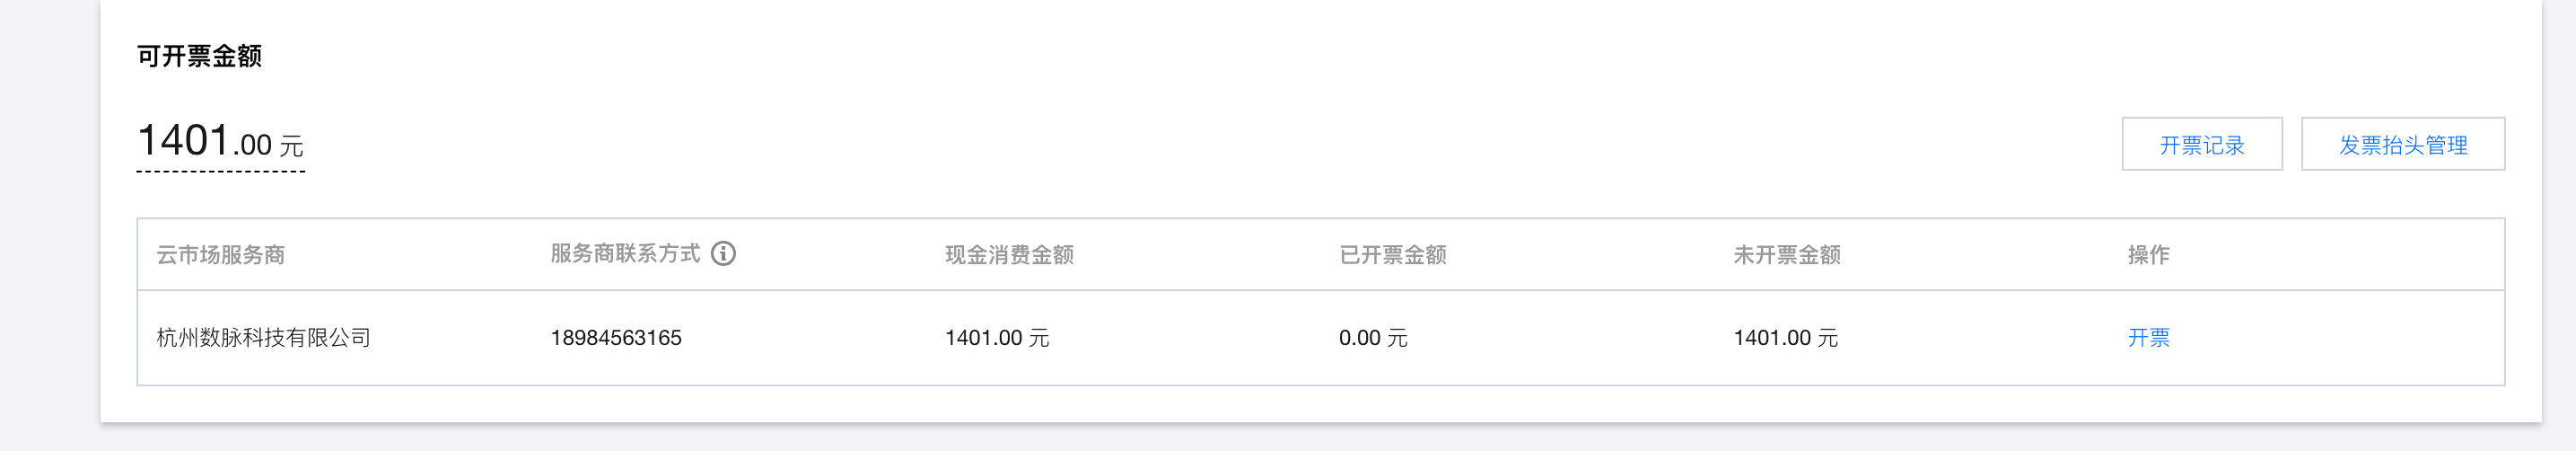 可开票金额
1401.00 元
开票记录 发票抬头管理
云市场服务商 服务商联系方式 现金消费金额 已开票金额 未开票金额 操作
杭州数脉科技有限公司 18984563165 1401.00 元 0.00 元 1401.00 元 开票